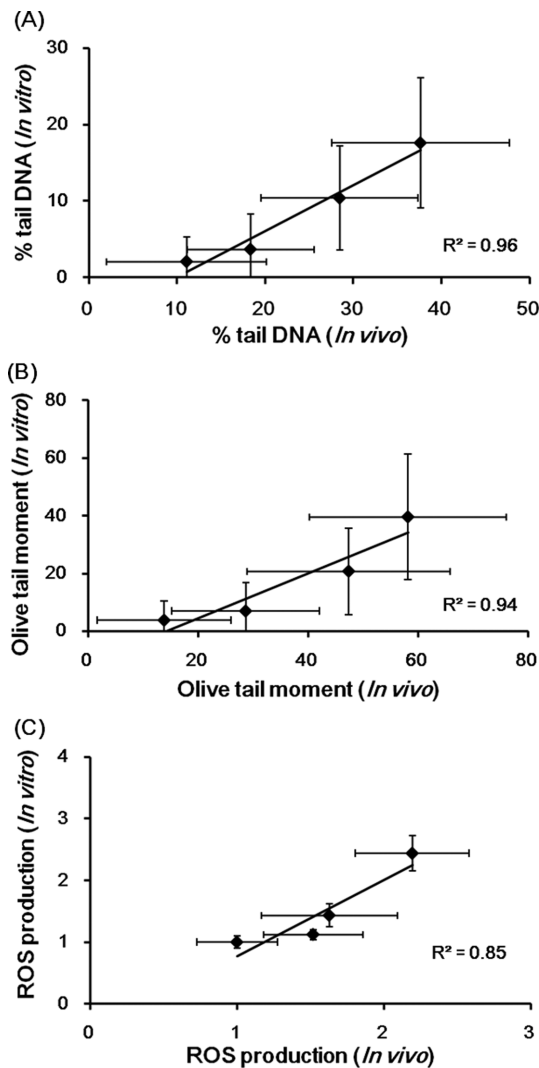 (A)
30
20
10
0
% tail DNA (In vitro)
R² = 0.96
0 10 20 30 40 50
% tail DNA (In vivo)
(B)
80
60
40
20
0
Olive tail moment (In vitro)
R² = 0.94
0 20 40 60 80
Olive tail moment (In vivo)
(C)
4
3
2
1
0
ROS production (In vitro)
R² = 0.85
0 1 2 3
ROS production (In vivo)